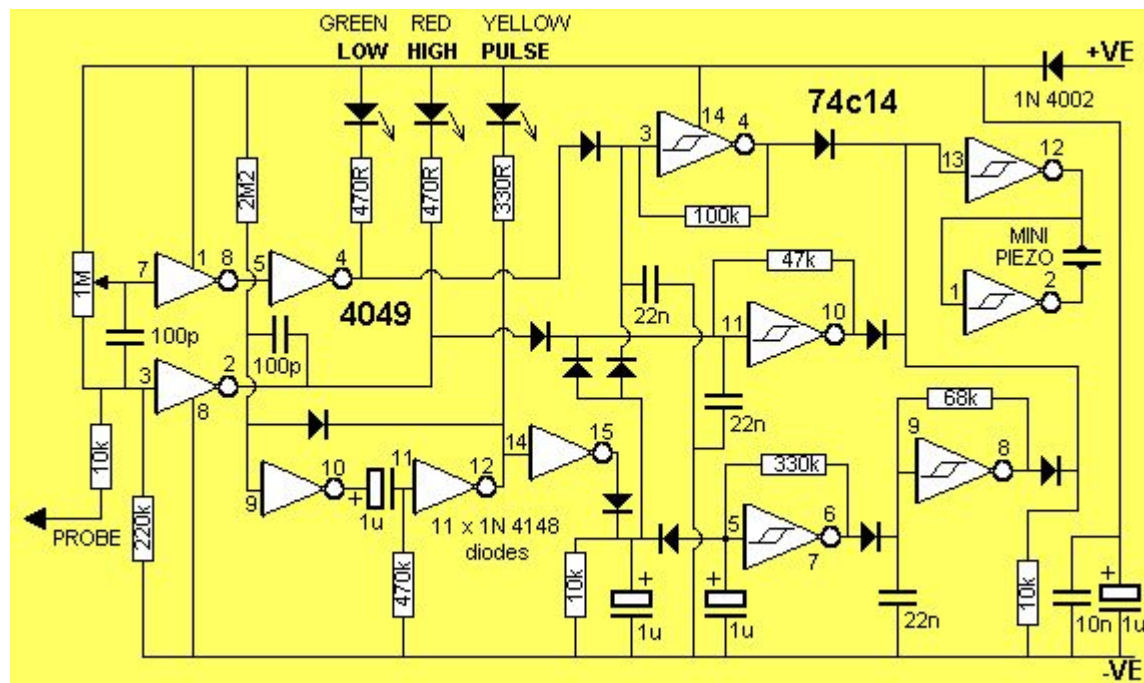 GREEN RED YELLOW
LOW HIGH PULSE
+VE
1N 4002
74c14
14
3
4
13
12
2M2
470R
470R
330R
100k
MINI
PIEZO
1M
7
1
8
5
4
4049
47k
1
2
100p
100p
22n
11
10
3
2
8
22n
68k
10k
220k
PROBE
9
10
11
12
14
15
330k
9
8
+
1u
11 x 1N 4148
diodes
5
6
7
470k
10k
+
1u
+
1u
22n
10k
10n
+
1u
-VE